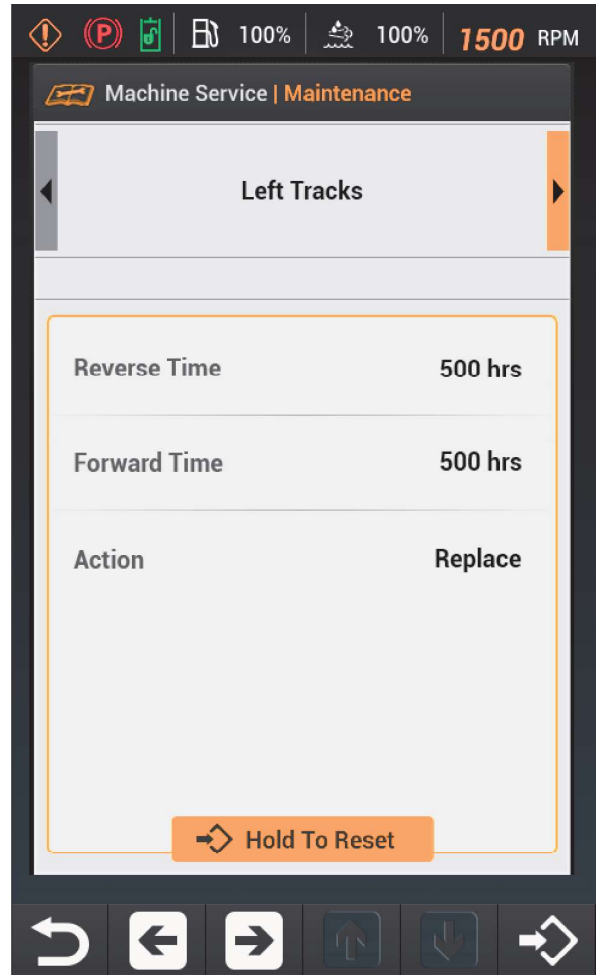 (P) 100% 100% 1500 RPM
Machine Service | Maintenance
Left Tracks
Reverse Time 500 hrs
Forward Time 500 hrs
Action Replace
Hold To Reset